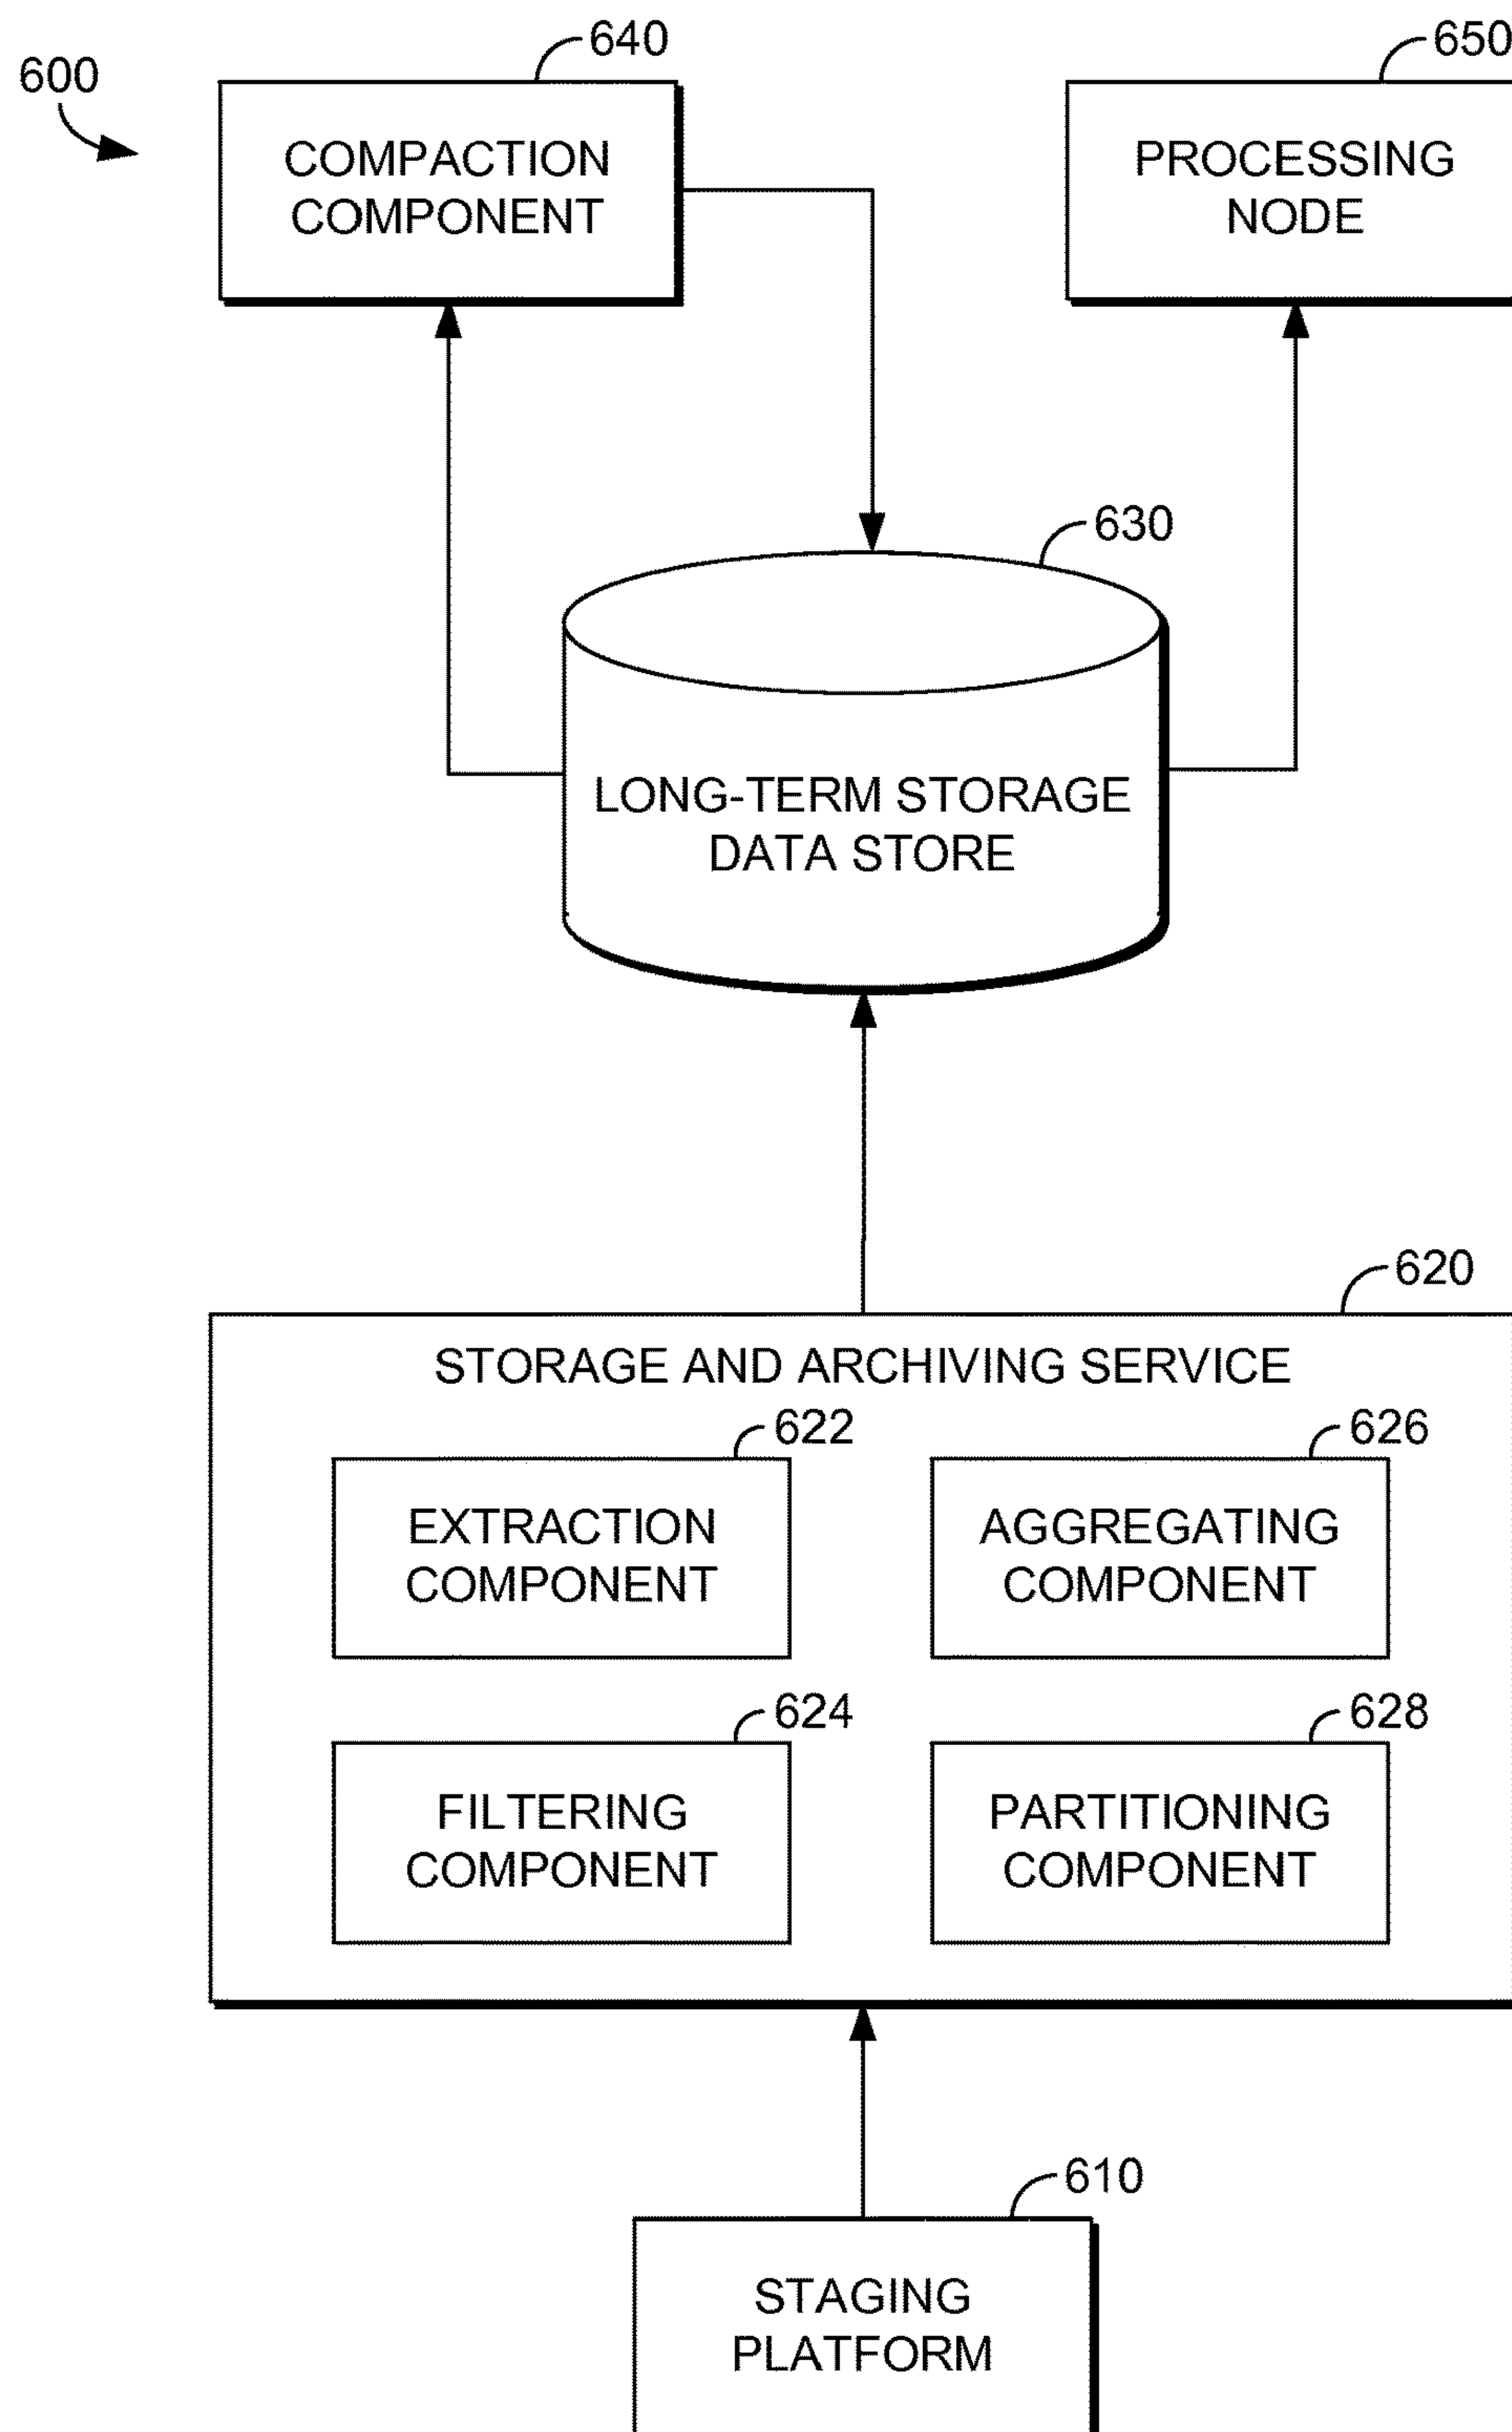 600
640
650
COMPACTION
COMPONENT
PROCESSING
NODE
630
LONG-TERM STORAGE
DATA STORE
620
STORAGE AND ARCHIVING SERVICE
622
626
EXTRACTION
COMPONENT
AGGREGATING
COMPONENT
624
628
FILTERING
COMPONENT
PARTITIONING
COMPONENT
610
STAGING
PLATFORM